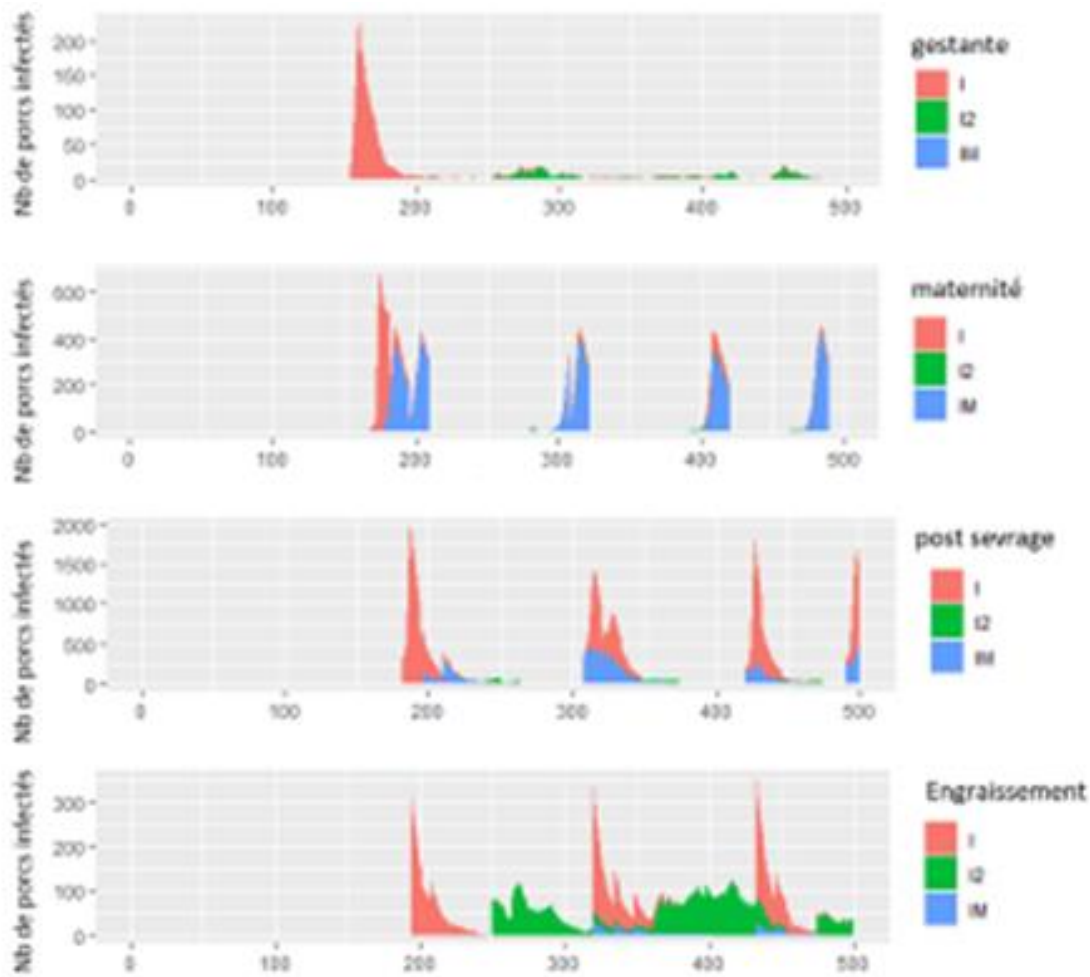 Nb de porcs infectés
200
150
100
50
0
0 100 200 300 400 500
gestante
I
I2
IM
Nb de porcs infectés
600
400
200
0
0 100 200 300 400 500
maternité
I
I2
IM
Nb de porcs infectés
2000
1500
1000
500
0
0 100 200 300 400 500
post sevrage
I
I2
IM
Nb de porcs infectés
300
200
100
0
0 100 200 300 400 500
Engraissement
I
I2
IM